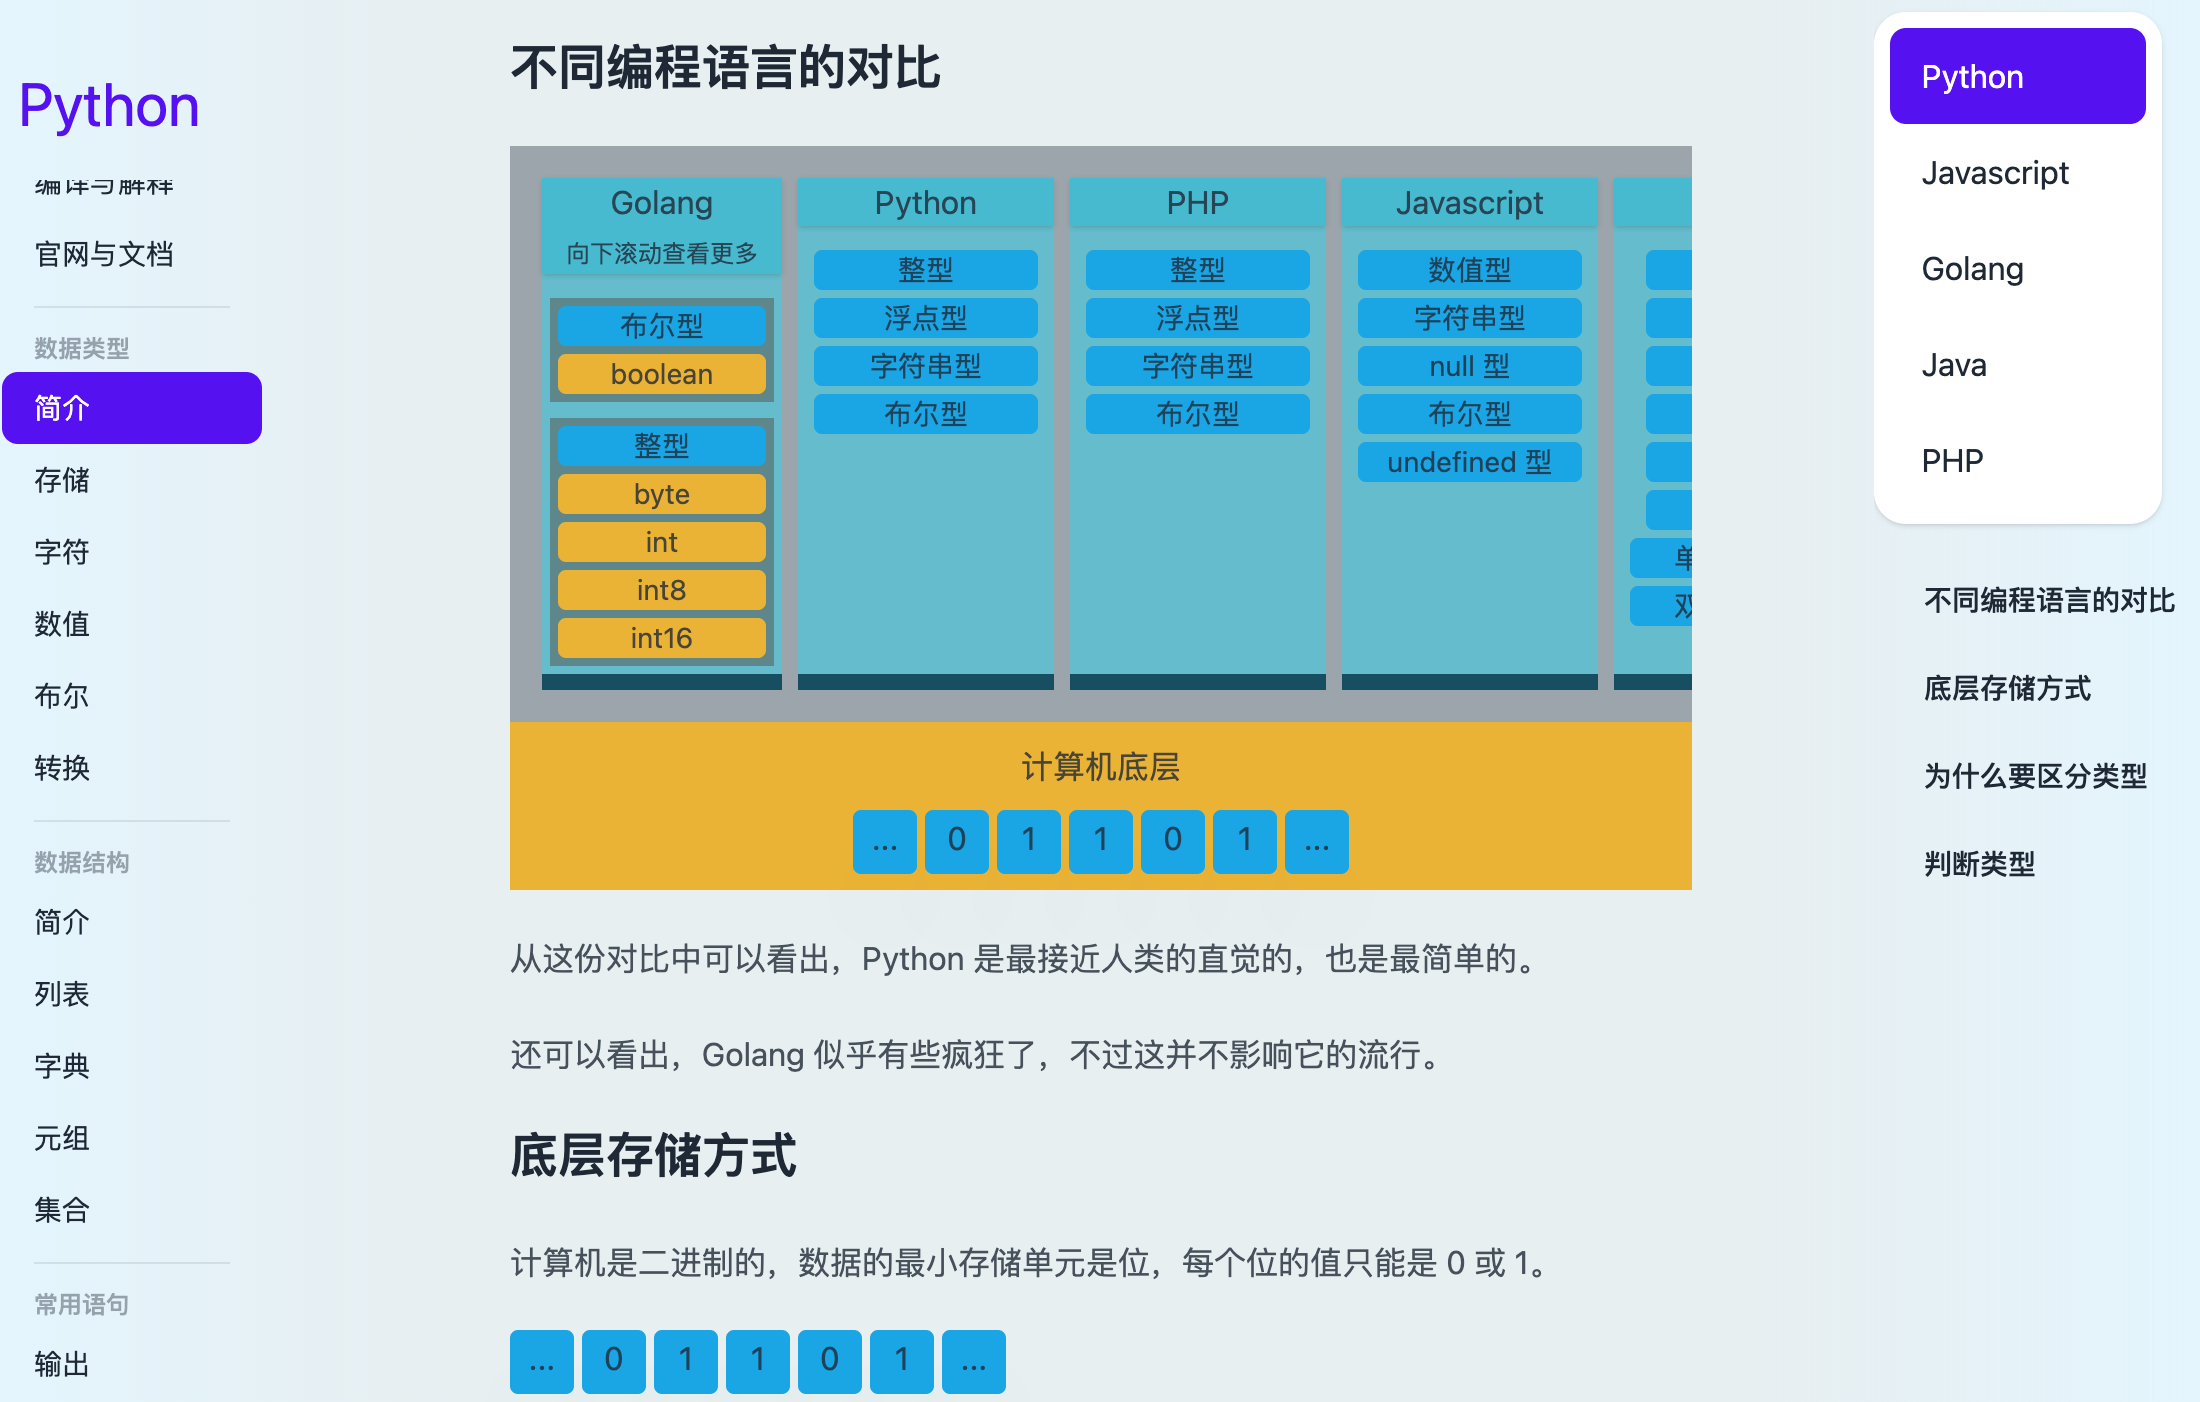 Python
编译与解释
官网与文档
数据类型
简介
存储
字符
数值
布尔
转换
数据结构
简介
列表
字典
元组
集合
常用语句
输出
不同编程语言的对比
Golang
向下滚动查看更多
布尔型
boolean
整型
byte
int
int8
int16
Python
整型
浮点型
字符串型
布尔型
PHP
整型
浮点型
字符串型
布尔型
Javascript
数值型
字符串型
null 型
布尔型
undefined 型
单
双
计算机底层
... 0 1 1 0 1 ...
从这份对比中可以看出，Python 是最接近人类的直觉的，也是最简单的。
还可以看出，Golang 似乎有些疯狂了，不过这并不影响它的流行。
底层存储方式
计算机是二进制的，数据的最小存储单元是位，每个位的值只能是 0 或 1。
... 0 1 1 0 1 ...
Python
Javascript
Golang
Java
PHP
不同编程语言的对比
底层存储方式
为什么要区分类型
判断类型